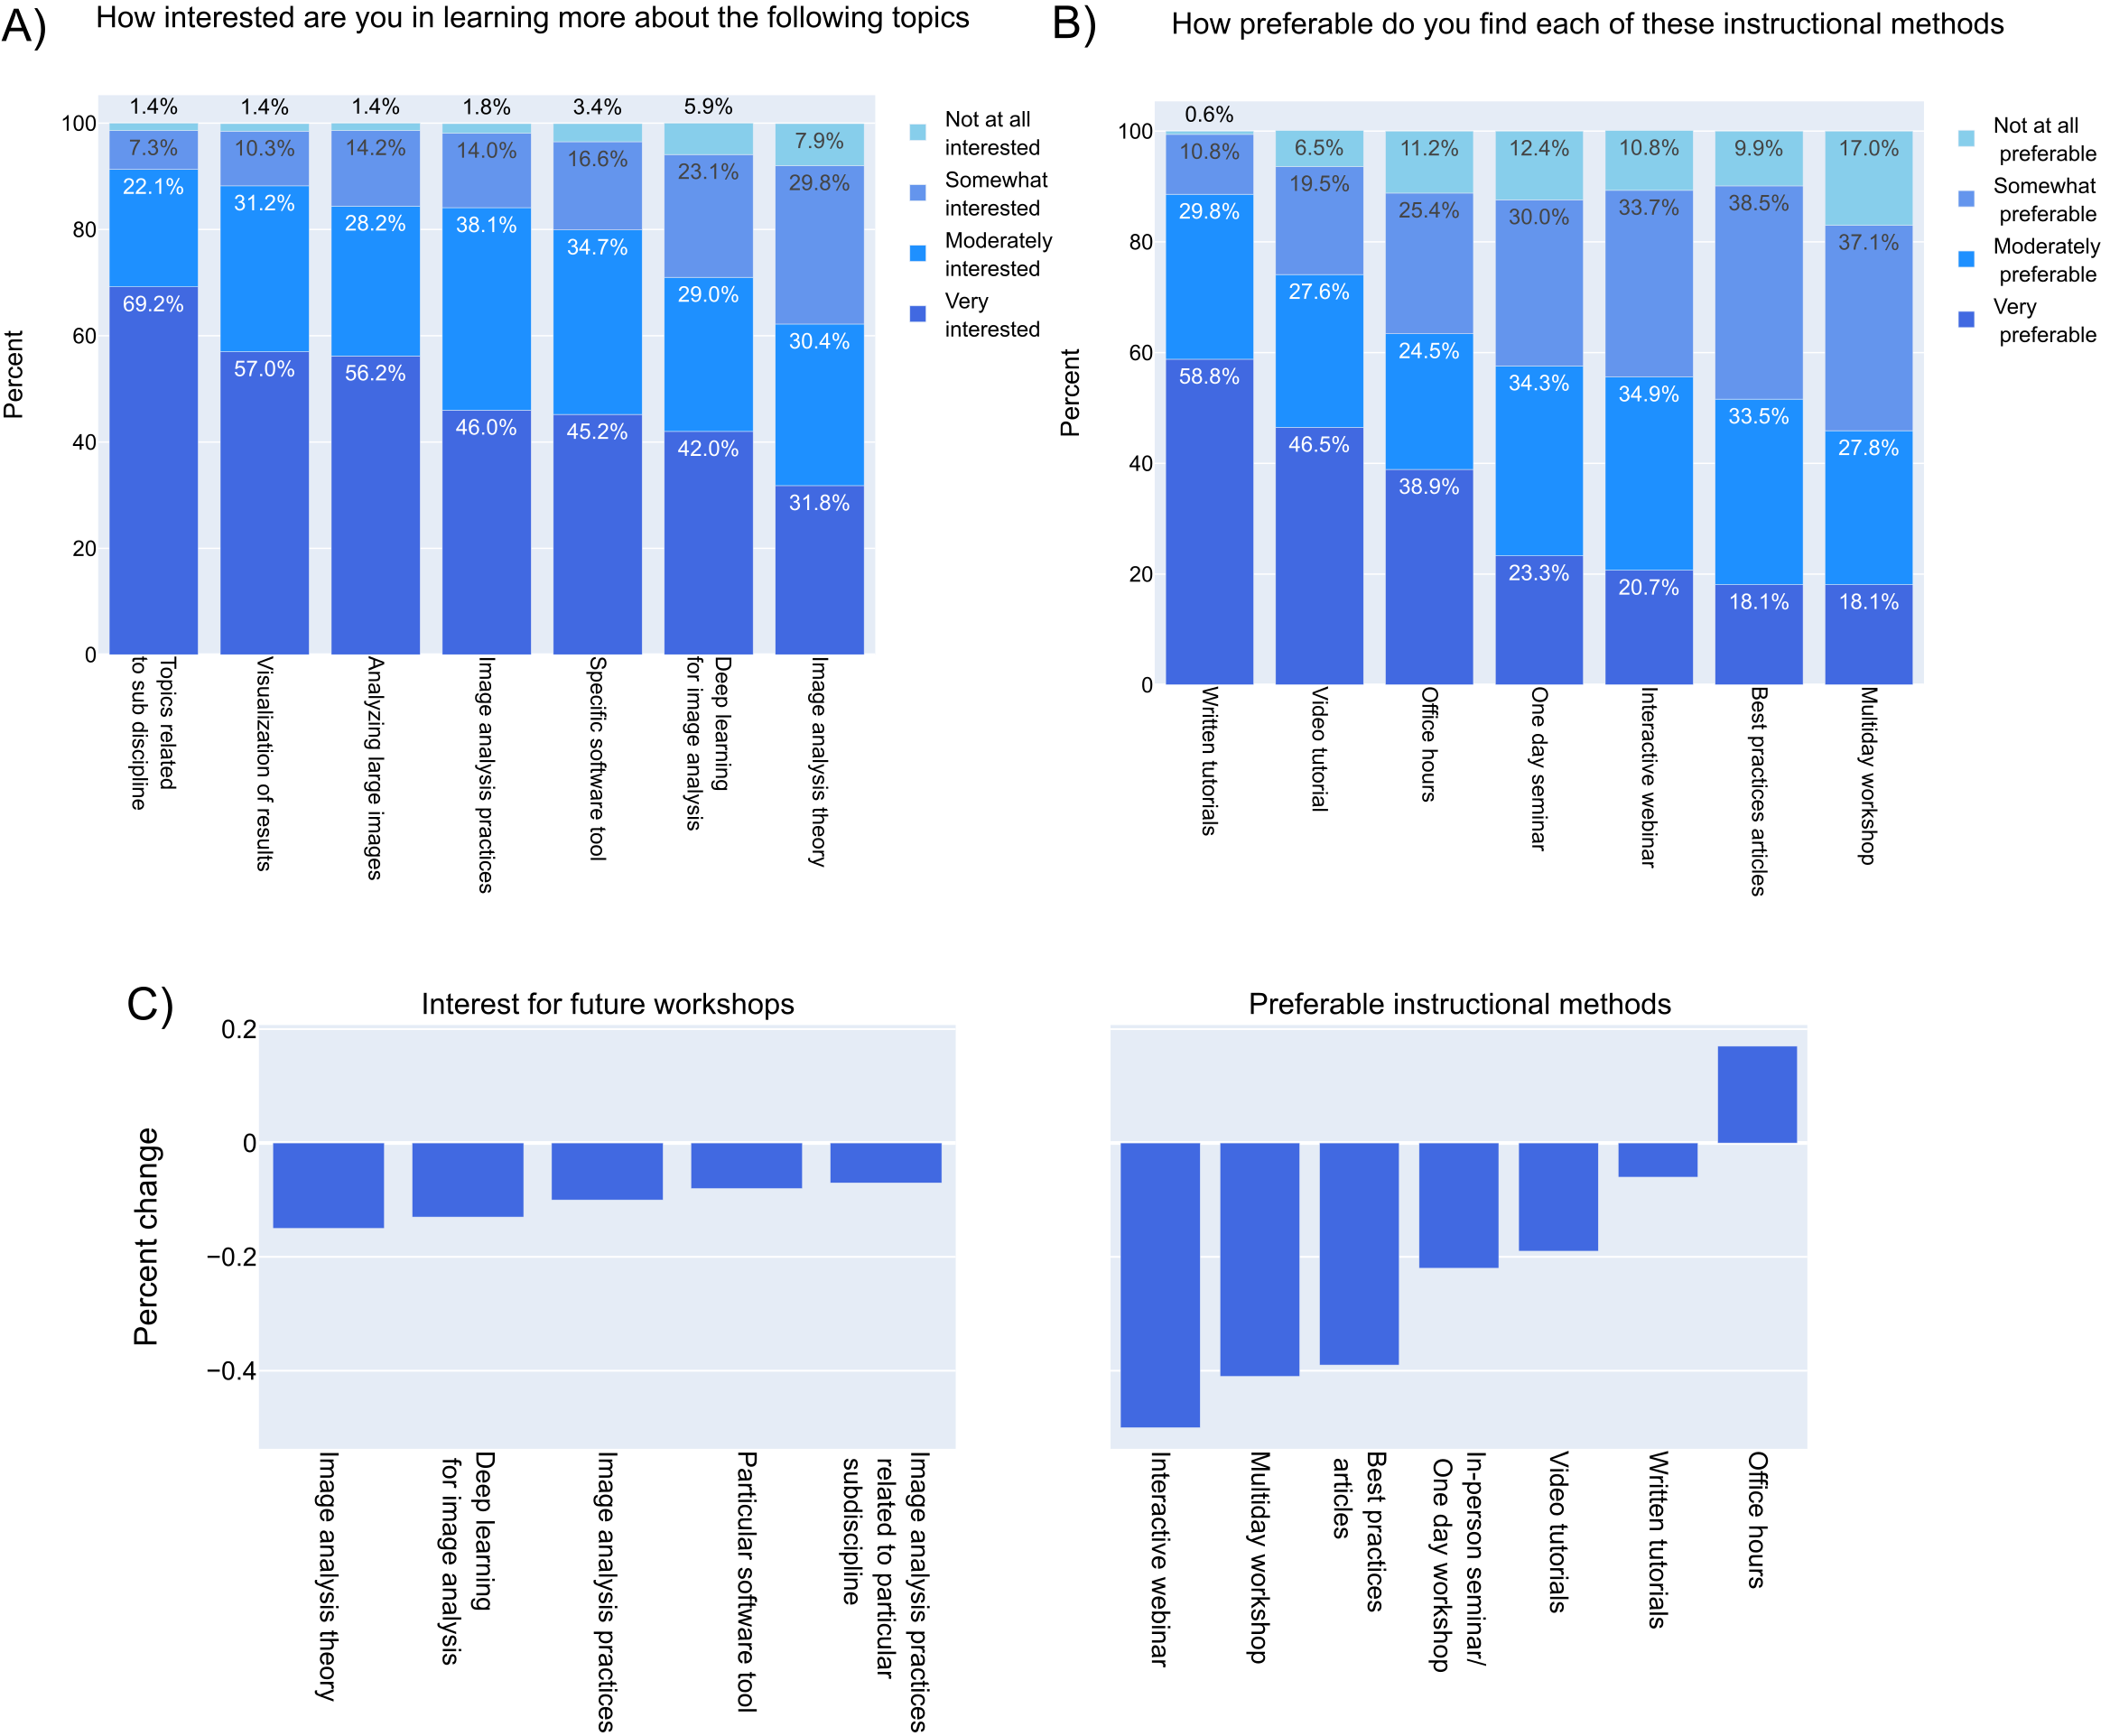 A)
How interested are you in learning more about the following topics
Percent
100
80
60
40
20
0
1.4%
7.3%
22.1%
69.2%
1.4%
10.3%
31.2%
57.0%
1.4%
14.2%
28.2%
56.2%
1.8%
14.0%
38.1%
46.0%
3.4%
16.6%
34.7%
45.2%
5.9%
23.1%
29.0%
42.0%
7.9%
29.8%
30.4%
31.8%
Topics related
to sub discipline
Visualization of results
Analyzing large images
Image analysis practices
Specific software tool
Deep learning
for image analysis
Image analysis theory
Not at all
interested
Somewhat
interested
Moderately
interested
Very
interested
B)
How preferable do you find each of these instructional methods
Percent
100
80
60
40
20
0
0.6%
10.8%
29.8%
58.8%
6.5%
19.5%
27.6%
46.5%
11.2%
25.4%
24.5%
38.9%
12.4%
30.0%
34.3%
23.3%
10.8%
33.7%
34.9%
20.7%
9.9%
38.5%
33.5%
18.1%
17.0%
37.1%
27.8%
18.1%
Written tutorials
Video tutorial
Office hours
One day seminar
Interactive webinar
Best practices articles
Multiday workshop
Not at all
preferable
Somewhat
preferable
Moderately
preferable
Very
preferable
C)
Interest for future workshops
Percent change
0.2
0
−0.2
−0.4
Image analysis theory
Deep learning
for image analysis
Image analysis practices
Particular software tool
Image analysis practices
related to particular
subdiscipline
Preferable instructional methods
Interactive webinar
Multiday workshop
Best practices
articles
In-person seminar/
One day workshop
Video tutorials
Written tutorials
Office hours